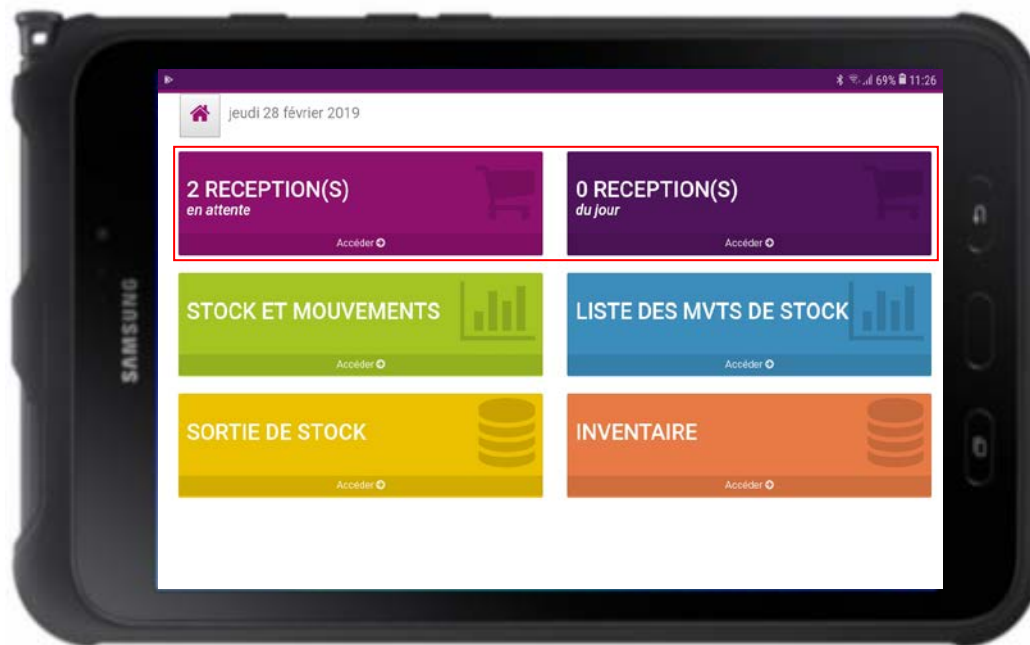 SAMSUNG
69% 11:26
jeudi 28 février 2019
2 RECEPTION(S)
en attente
Accéder
0 RECEPTION(S)
du jour
Accéder
STOCK ET MOUVEMENTS
Accéder
LISTE DES MVTS DE STOCK
Accéder
SORTIE DE STOCK
Accéder
INVENTAIRE
Accéder